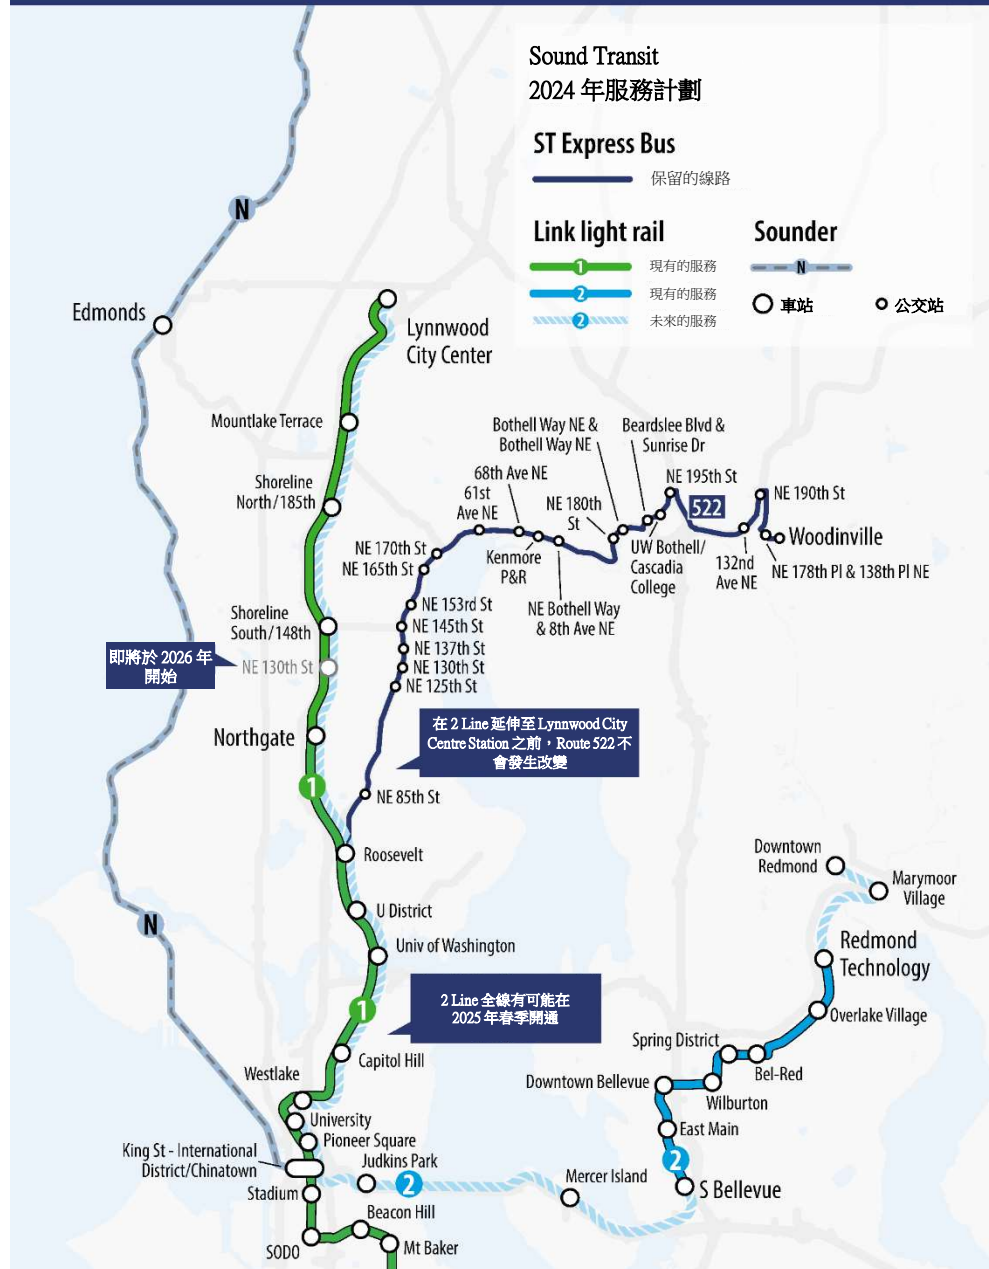 Sound Transit
2024 年服務計劃
ST Express Bus
保留的線路
Link light rail
1
現有的服務
2
現有的服務
2
未來的服務
Sounder
N
車站
公交站
N
Edmonds
Lynnwood
City Center
Mountlake Terrace
Shoreline
North/185th
Shoreline
South/148th
即將於 2026 年
開始
NE 130th St
Northgate
1
Bothell Way NE &
Bothell Way NE
Beardslee Blvd &
Sunrise Dr
68th Ave NE
61st
Ave NE
NE 180th
St
NE 195th St
522
NE 190th St
Woodinville
NE 170th St
NE 165th St
Kenmore
P&R
UW Bothell/
Cascadia
College
132nd
Ave NE
NE 178th Pl & 138th Pl NE
NE Bothell Way
& 8th Ave NE
NE 153rd St
NE 145th St
NE 137th St
NE 130th St
NE 125th St
在 2 Line 延伸至 Lynnwood City
Centre Station 之前，Route 522 不
會發生改變
NE 85th St
Roosevelt
U District
Univ of Washington
N
2 Line 全線有可能在
2025 年春季開通
1
Capitol Hill
Westlake
University
Pioneer Square
King St - International
District/Chinatown
Judkins Park
2
Stadium
Beacon Hill
SODO
Mt Baker
Mercer Island
Downtown
Redmond
Marymoor
Village
Redmond
Technology
Overlake Village
Spring District
Bel-Red
Downtown Bellevue
Wilburton
East Main
2
S Bellevue